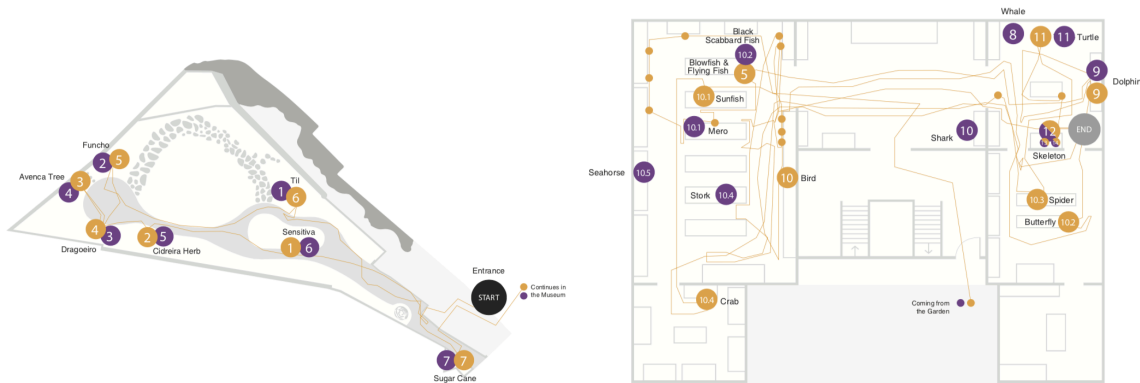 Funcho
2 5
Avenca Tree
3
4
4 3
Dragoeiro
2 5
Cidreira Herb
Til
1
6
Sensitiva
1 6
Entrance
START
Continues in
the Museum
7 7
Sugar Cane
Black
Scabbard Fish
10.2
Blowfish &
Flying Fish
5
10.1
Sunfish
10.1
Mero
Seahorse
10.5
Stork
10.4
10
Bird
10.4
Crab
Whale
8
11
11
Turtle
9
Dolphin
9
Shark
10
12
END
Skeleton
10.3
Spider
Butterfly
10.2
Coming from
the Garden